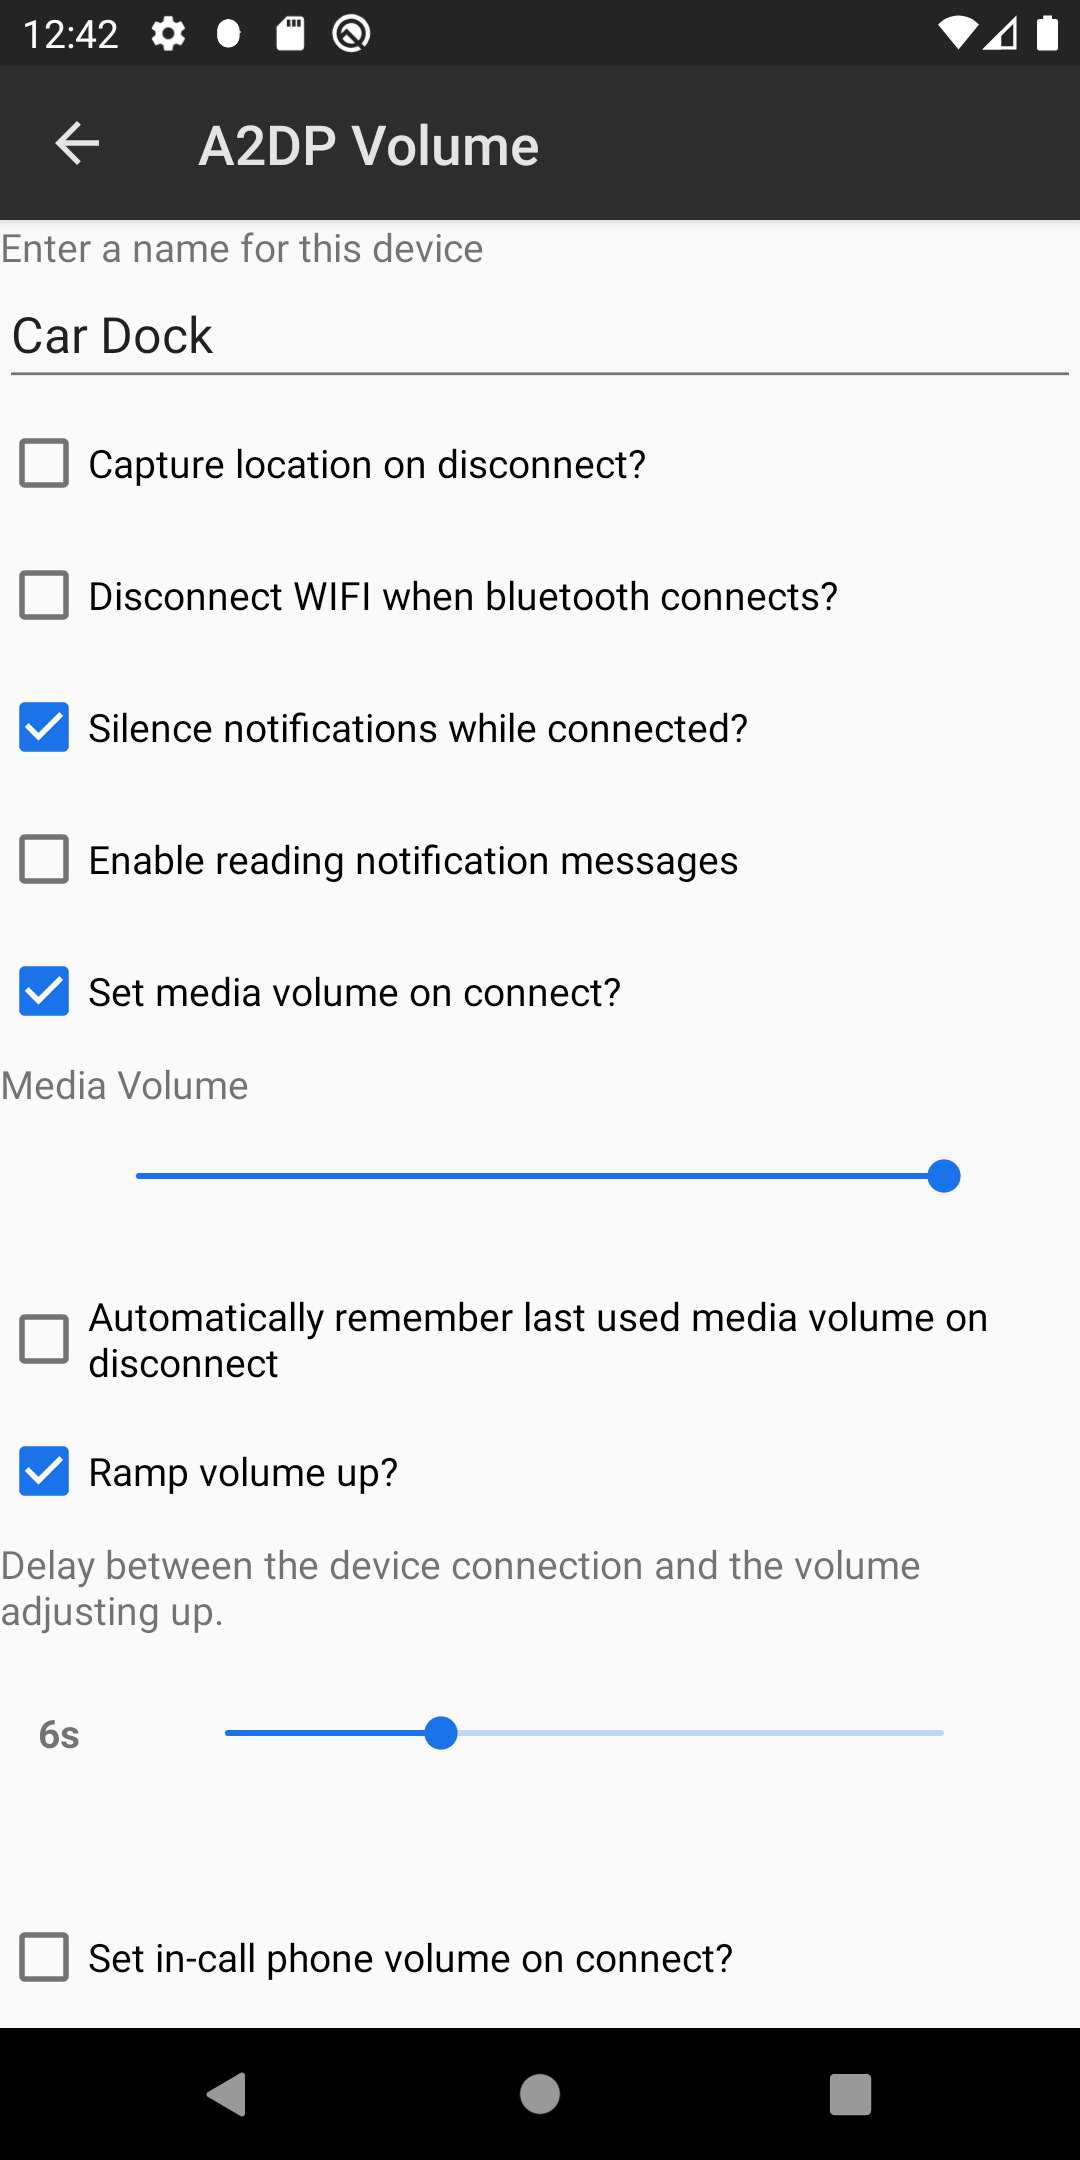 12:42
A2DP Volume
Enter a name for this device
Car Dock
Capture location on disconnect?
Disconnect WIFI when bluetooth connects?
Silence notifications while connected?
Enable reading notification messages
Set media volume on connect?
Media Volume
Automatically remember last used media volume on
disconnect
Ramp volume up?
Delay between the device connection and the volume
adjusting up.
6s
Set in-call phone volume on connect?